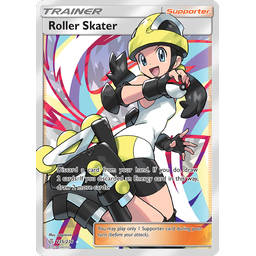 TRAINER
Supporter
Roller Skater
Discard a card from your hand. If you do, draw
2 cards. If you discarded an Energy card in this way,
draw 2 more cards.
You may play only 1 Supporter card during your
turn (before your attack).